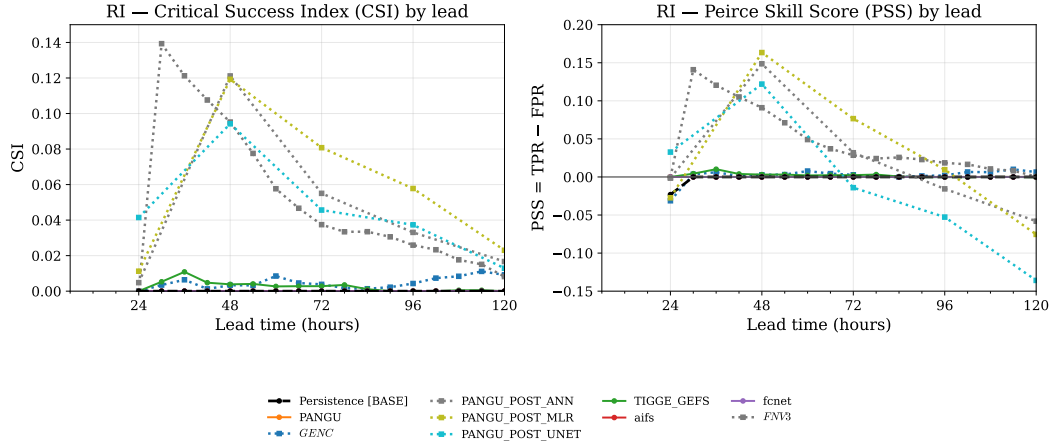 RI — Critical Success Index (CSI) by lead
0.14
0.12
0.10
0.08
0.06
0.04
0.02
0.00
CSI
24
48
72
96
120
Lead time (hours)
RI — Peirce Skill Score (PSS) by lead
0.20
0.15
0.10
0.05
0.00
−0.05
−0.10
−0.15
PSS = TPR − FPR
24
48
72
96
120
Lead time (hours)
Persistence [BASE]
PANGU
GENC
PANGU_POST_ANN
PANGU_POST_MLR
PANGU_POST_UNET
TIGGE_GEFS
aifs
fcnet
FNV3